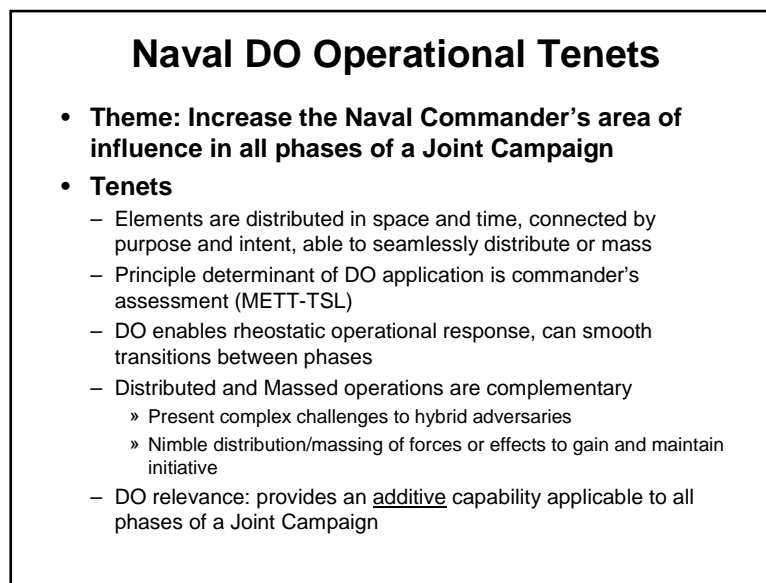 Naval DO Operational Tenets
• Theme: Increase the Naval Commander’s area of
influence in all phases of a Joint Campaign
• Tenets
– Elements are distributed in space and time, connected by
purpose and intent, able to seamlessly distribute or mass
– Principle determinant of DO application is commander’s
assessment (METT-TSL)
– DO enables rheostatic operational response, can smooth
transitions between phases
– Distributed and Massed operations are complementary
» Present complex challenges to hybrid adversaries
» Nimble distribution/massing of forces or effects to gain and maintain
initiative
– DO relevance: provides an additive capability applicable to all
phases of a Joint Campaign